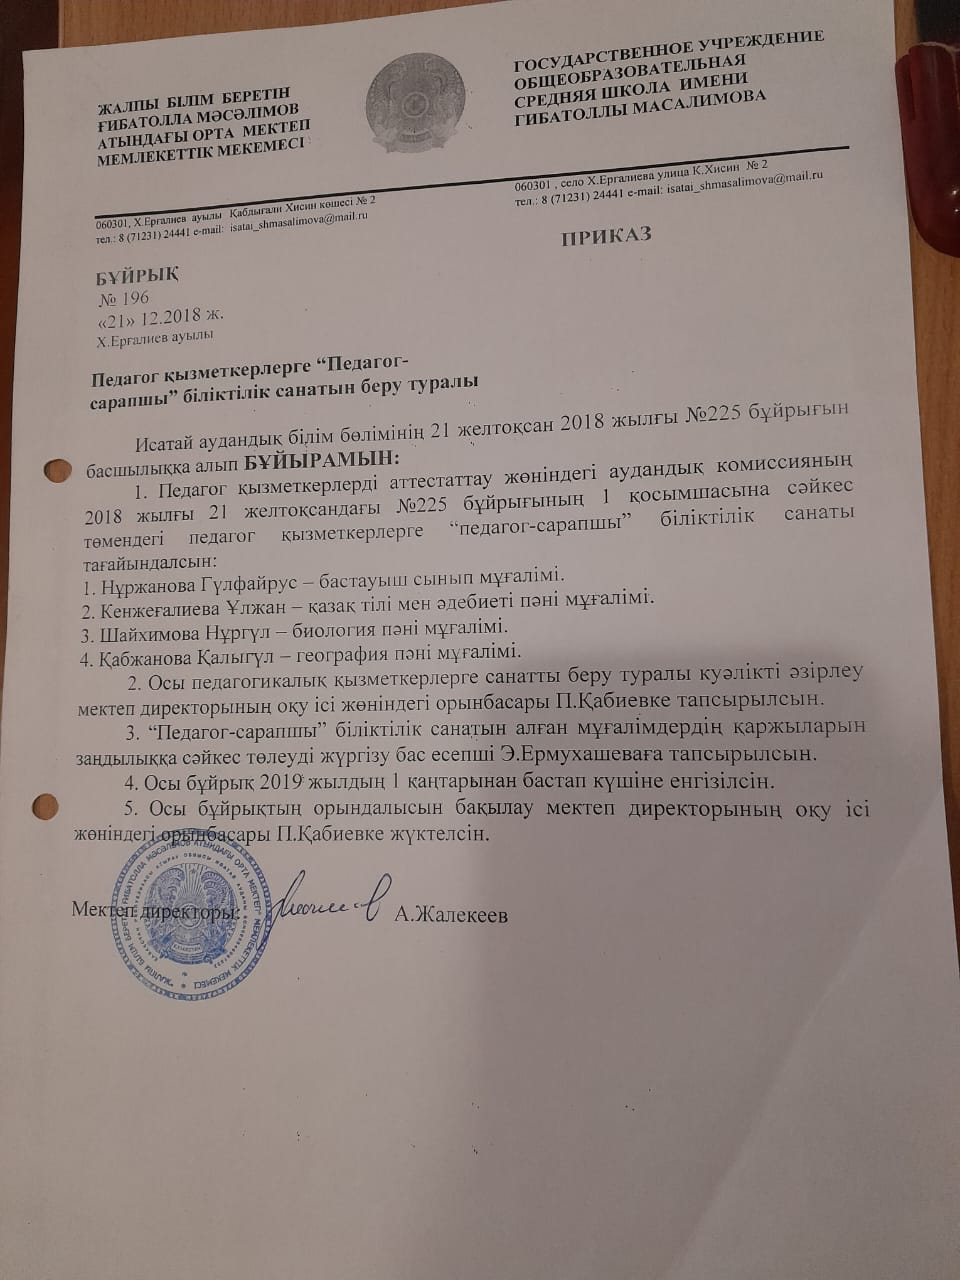 ЖАЛПЫ БІЛІМ БЕРЕТІН
ҒИБАТОЛЛА МӘСӘЛІМОВ
АТЫНДАҒЫ ОРТА МЕКТЕП
МЕМЛЕКЕТТІК МЕКЕМЕСІ
ГОСУДАРСТВЕННОЕ УЧРЕЖДЕНИЕ
ОБЩЕОБРАЗОВАТЕЛЬНАЯ
СРЕДНЯЯ ШКОЛА ИМЕНИ
ГИБАТОЛЛЫ МАСАЛИМОВА
060301, Х.Ерғалиев ауылы Қабдығали Хисин көшесі № 2
тел.: 8 (71231) 24441 e-mail: isatai_shmasalimova@mail.ru
060301 , село Х.Ергалиева улица К.Хисин № 2
тел.: 8 (71231) 24441 e-mail: isatai_shmasalimova@mail.ru
БҰЙРЫҚ
ПРИКАЗ
№ 196
«21» 12.2018 ж.
Х.Ерғалиев ауылы
Педагог қызметкерлерге “Педагог-
сарапшы” біліктілік санатын беру туралы
Исатай аудандық білім бөлімінің 21 желтоқсан 2018 жылғы №225 бұйрығын
басшылыққа алып БҰЙЫРАМЫН:
1. Педагог қызметкерлерді аттестаттау жөніндегі аудандық комиссияның
2018 жылғы 21 желтоқсандағы №225 бұйрығының 1 қосымшасына сәйкес
төмендегі педагог қызметкерлерге “педагог-сарапшы” біліктілік санаты
тағайындалсын:
1. Нұржанова Гүлфайрус – бастауыш сынып мұғалімі.
2. Кенжеғалиева Ұлжан – қазақ тілі мен әдебиеті пәні мұғалімі.
3. Шайхимова Нұргүл – биология пәні мұғалімі.
4. Қабжанова Қалыгүл – география пәні мұғалімі.
2. Осы педагогикалық қызметкерлерге санатты беру туралы куәлікті әзірлеу
мектеп директорының оқу ісі жөніндегі орынбасары П.Қабиевке тапсырылсын.
3. “Педагог-сарапшы” біліктілік санатын алған мұғалімдердің қаржыларын
заңдылыққа сәйкес төлеуді жүргізу бас есепші Э.Ермухашеваға тапсырылсын.
4. Осы бұйрық 2019 жылдың 1 қаңтарынан бастап күшіне енгізілсін.
5. Осы бұйрықтың орындалысын бақылау мектеп директорының оқу ісі
жөніндегі орынбасары П.Қабиевке жүктелсін.
Мектеп директоры:
А.Жалекеев